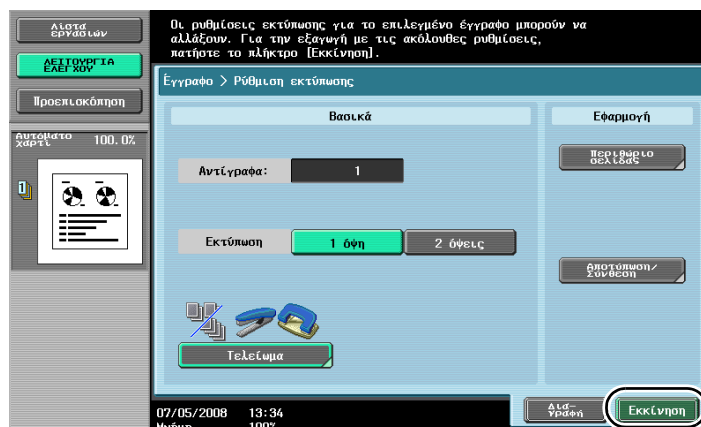 Λίστα
εργασιών
ΛΕΙΤΟΥΡΓΙΑ
ΕΛΕΓΧΟΥ
Προεπισκόπηση
Αυτόματο
χαρτί 100.0%
1
Οι ρυθμίσεις εκτύπωσης για το επιλεγμένο έγγραφο μπορούν να
αλλάξουν. Για την εξαγωγή με τις ακόλουθες ρυθμίσεις,
πατήστε το πλήκτρο [Εκκίνηση].
Έγγραφο > Ρύθμιση εκτύπωσης
Βασικά
Εφαρμογή
Αντίγραφα: 1
Περιθώριο
σελίδας
Εκτύπωση 1 όψη 2 όψεις
Αποτύπωση/
Σύνθεση
Τελείωμα
07/05/2008 13:34
Μνήμη 100%
Δια-
γραφή
Εκκίνηση